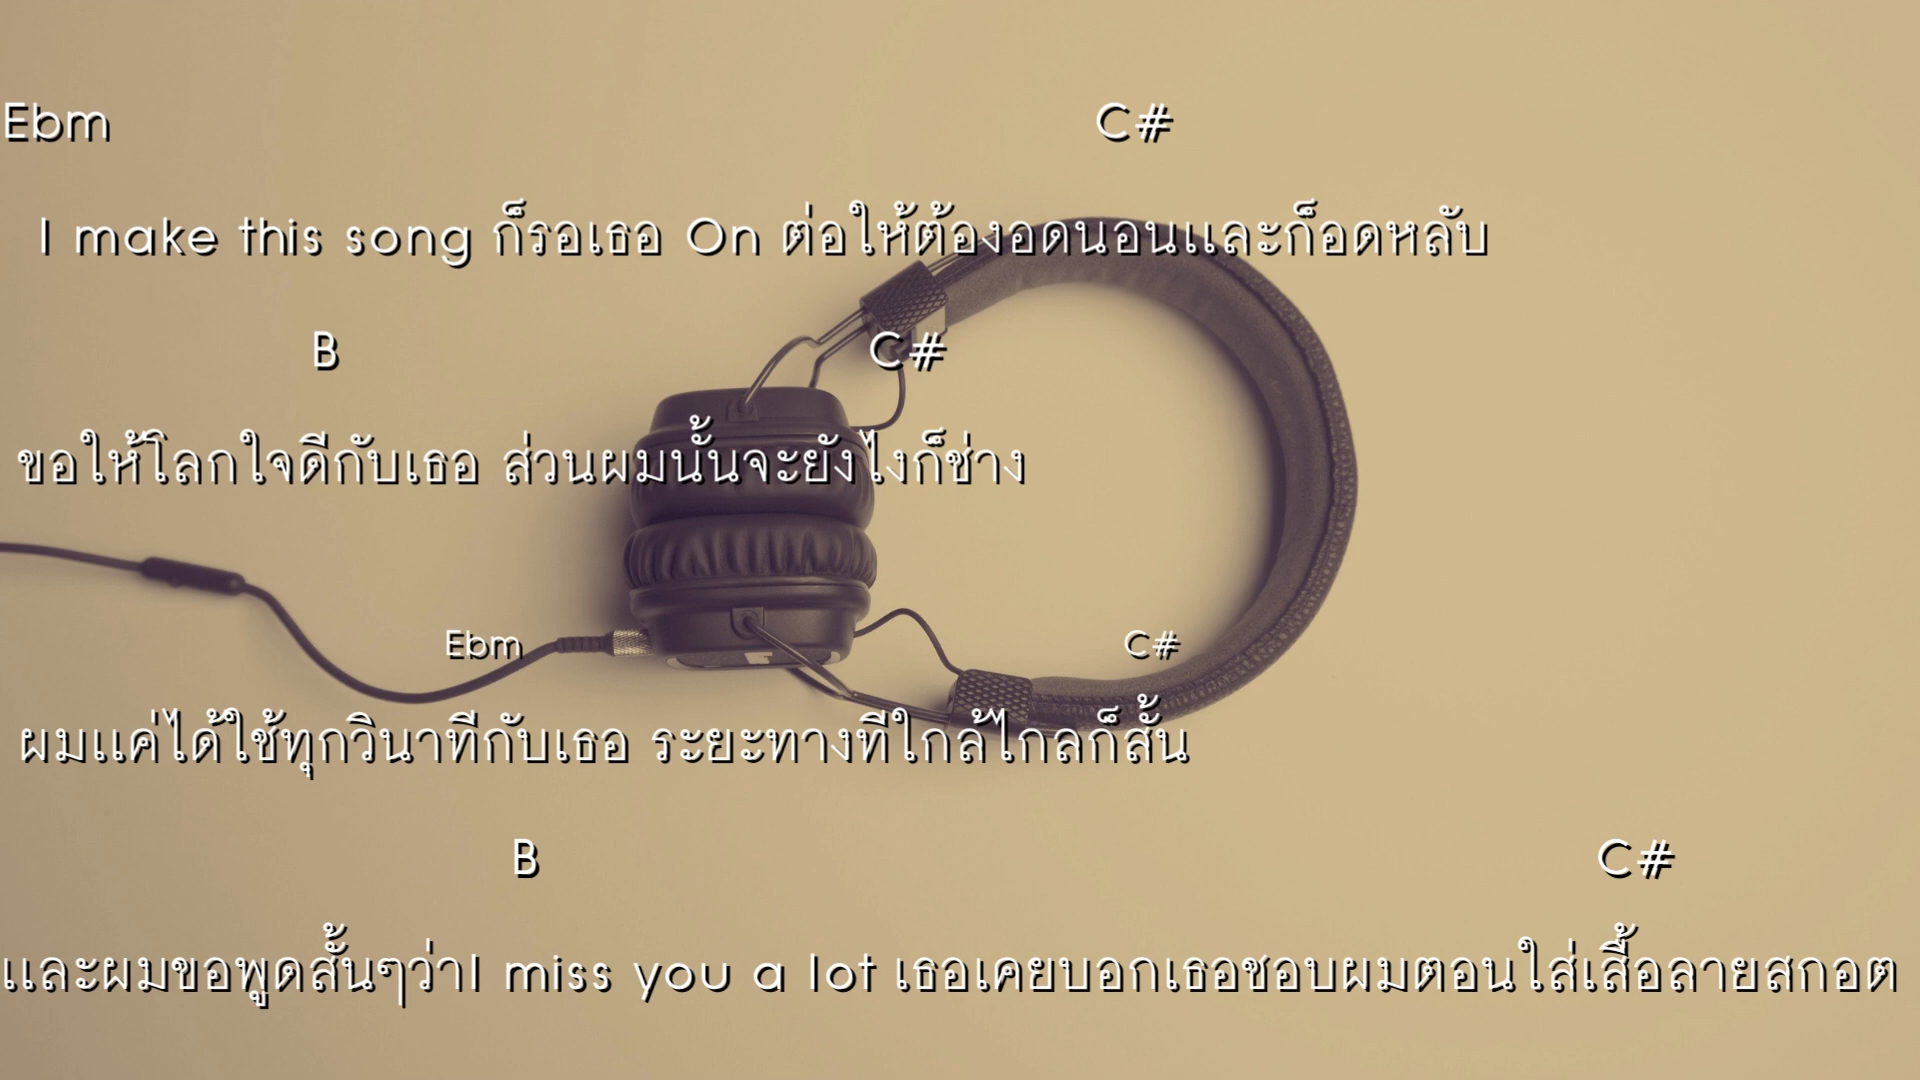 Ebm C#
I make this song ก็รอเธอ On ต่อให้ต้องอดนอนและก็อดหลับ
B C#
ขอให้โลกใจดีกับเธอ ส่วนผมนั้นจะยังไงก็ช่าง
Ebm C#
ผมแค่ได้ใช้ทุกวินาทีกับเธอ ระยะทางที่ใกล้ไกลก็สั้น
B C#
และผมขอพูดสั้นๆว่าI miss you a lot เธอเคยบอกเธอชอบผมตอนใส่เสื้อลายสกอต